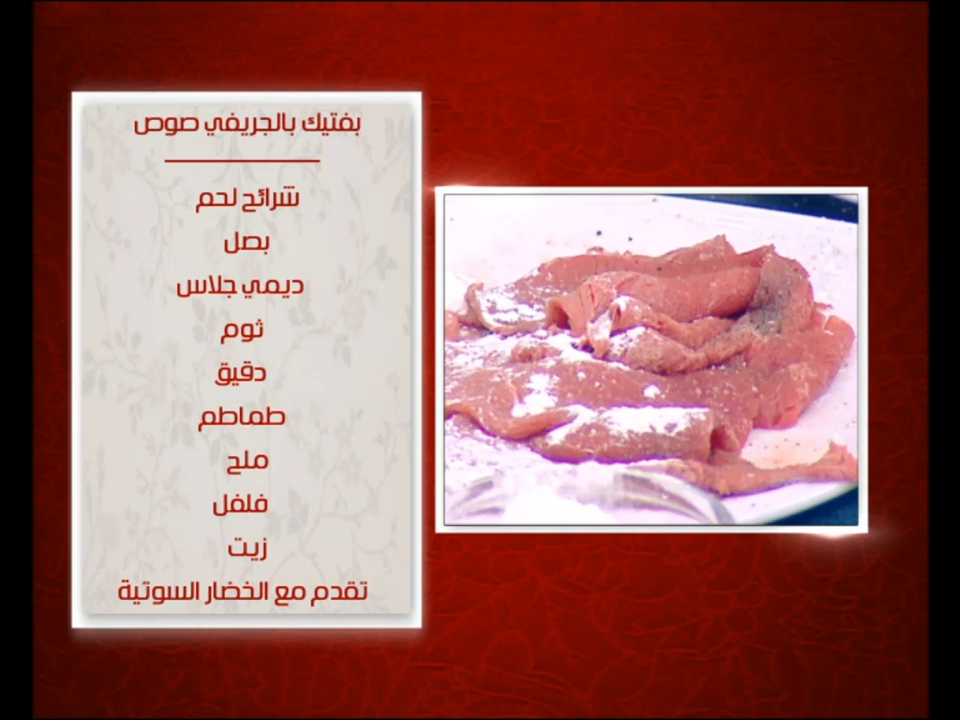 بفتيك بالجريفي صوص
شرائح لحم
بصل
ديمي جلاس
ثوم
دقيق
طماطم
ملح
فلفل
زيت
تقدم مع الخضار السوتية